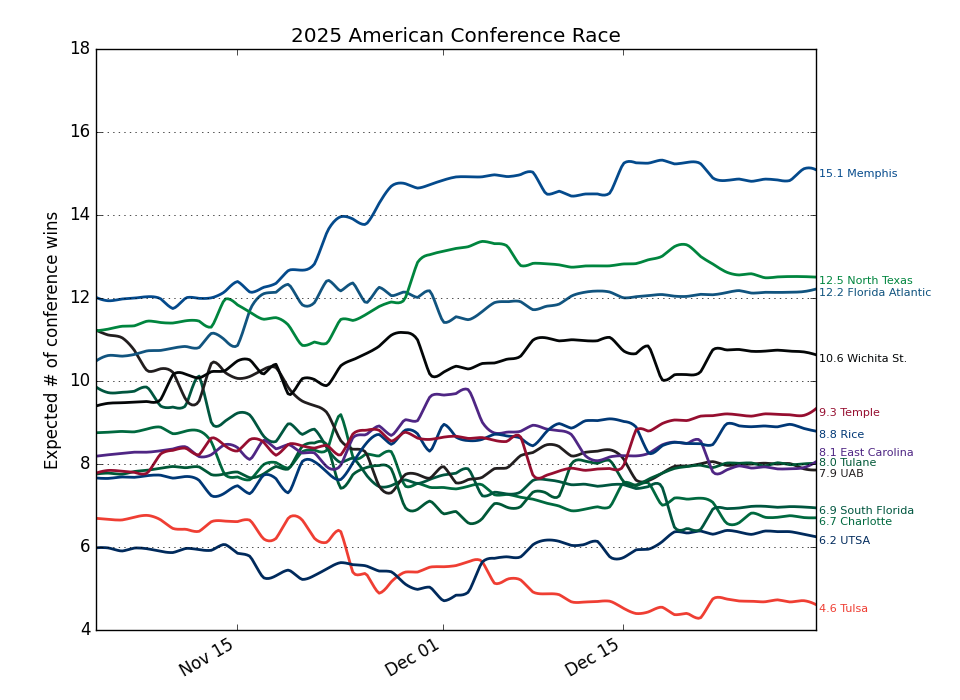 2025 American Conference Race
Expected # of conference wins
18
16
14
12
10
8
6
4
Nov 15
Dec 01
Dec 15
15.1 Memphis
12.5 North Texas
12.2 Florida Atlantic
10.6 Wichita St.
9.3 Temple
8.8 Rice
8.1 East Carolina
8.0 Tulane
7.9 UAB
6.9 South Florida
6.7 Charlotte
6.2 UTSA
4.6 Tulsa